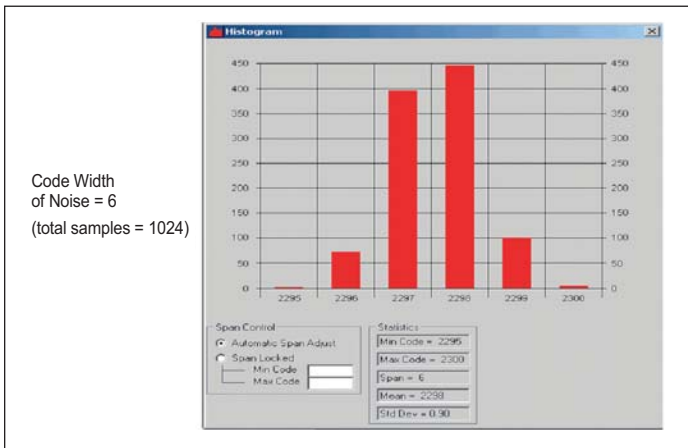 Histogram
Code Width
of Noise = 6
(total samples = 1024)
450 450
400 400
350 350
300 300
250 250
200 200
150 150
100 100
50 50
0 0
2295 2296 2297 2298 2299 2300
Span Control
Automatic Span Adjust
Span Locked
Min Code
Max Code
Statistics
Min Code = 2295
Max Code = 2300
Span = 6
Mean = 2298
Std Dev = 0.90